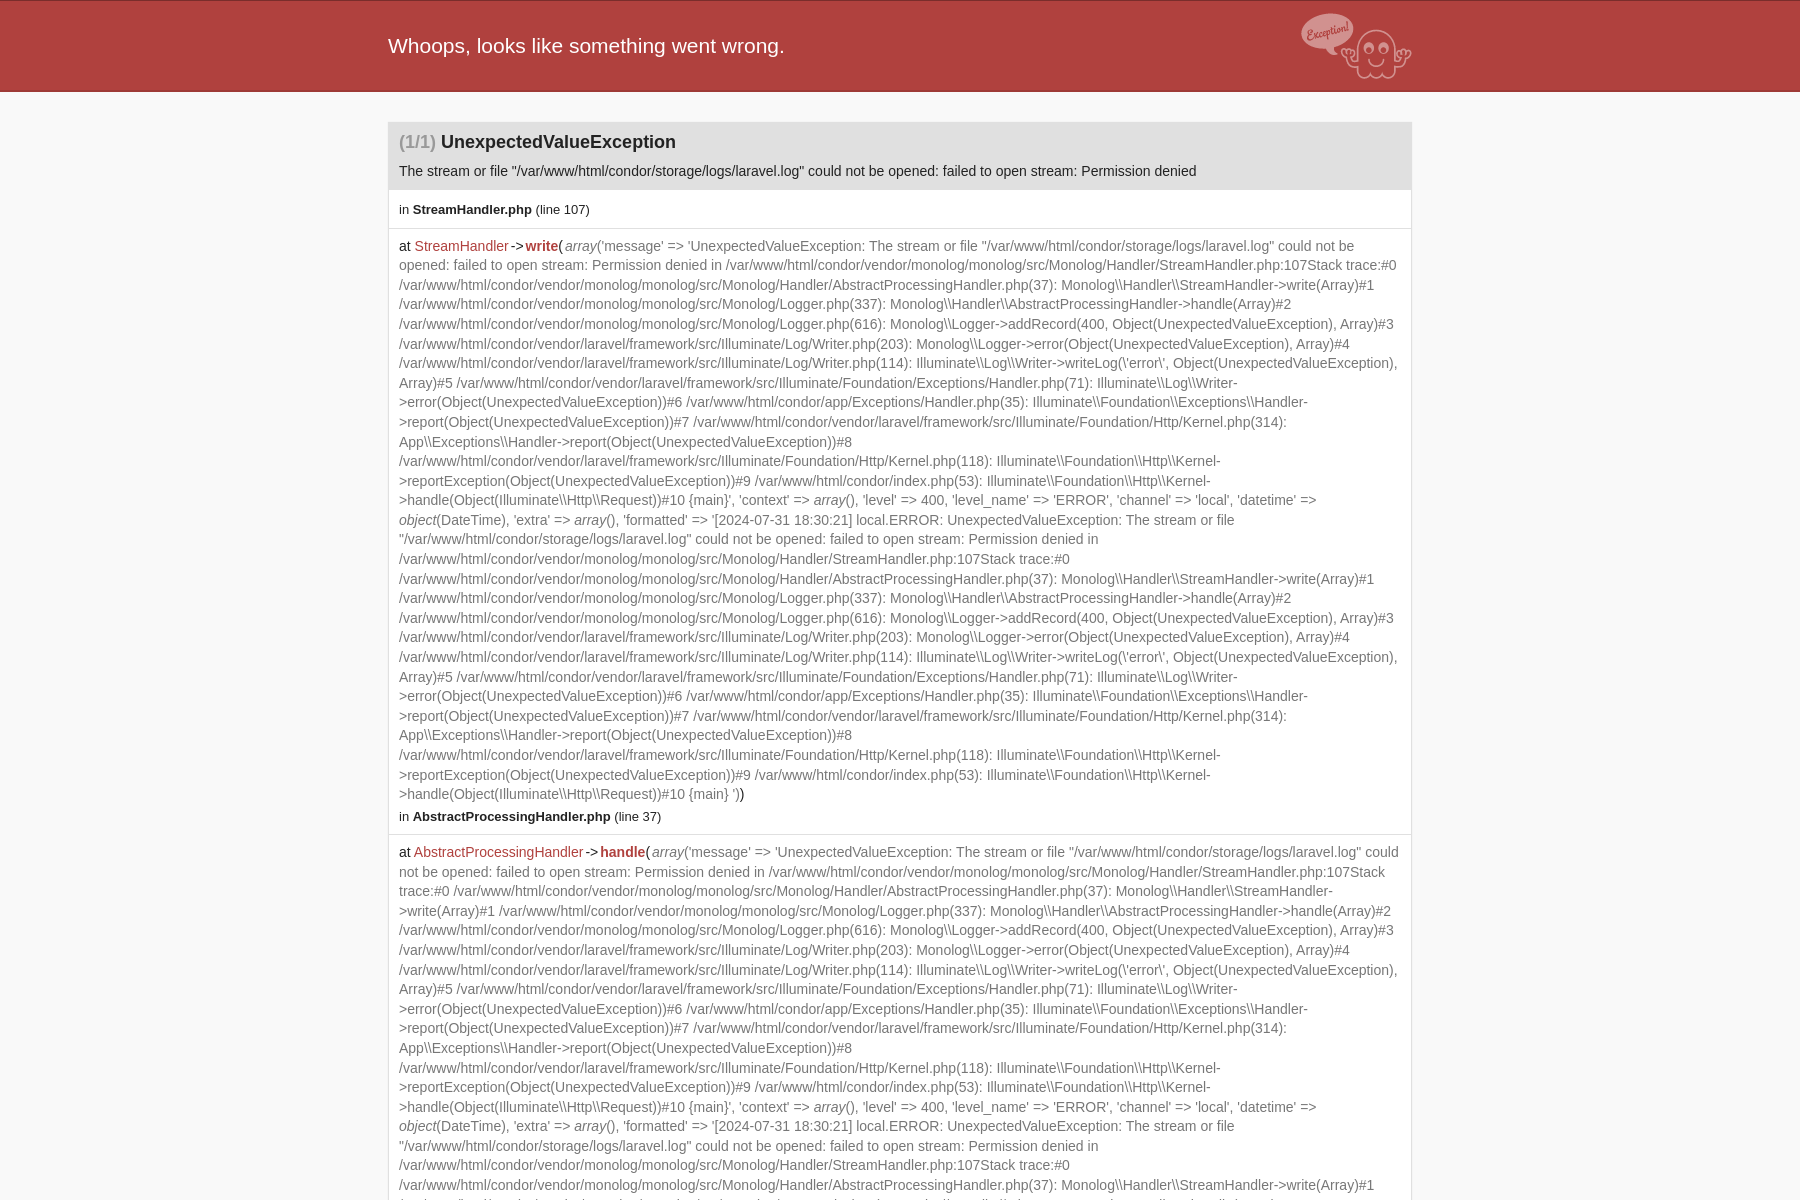 Whoops, looks like something went wrong.
Exception!
(1/1) UnexpectedValueException
The stream or file "/var/www/html/condor/storage/logs/laravel.log" could not be opened: failed to open stream: Permission denied
in StreamHandler.php (line 107)
at StreamHandler->write(array('message' => 'UnexpectedValueException: The stream or file "/var/www/html/condor/storage/logs/laravel.log" could not be
opened: failed to open stream: Permission denied in /var/www/html/condor/vendor/monolog/monolog/src/Monolog/Handler/StreamHandler.php:107Stack trace:#0
/var/www/html/condor/vendor/monolog/monolog/src/Monolog/Handler/AbstractProcessingHandler.php(37): Monolog\\Handler\\StreamHandler->write(Array)#1
/var/www/html/condor/vendor/monolog/monolog/src/Monolog/Logger.php(337): Monolog\\Handler\\AbstractProcessingHandler->handle(Array)#2
/var/www/html/condor/vendor/monolog/monolog/src/Monolog/Logger.php(616): Monolog\\Logger->addRecord(400, Object(UnexpectedValueException), Array)#3
/var/www/html/condor/vendor/laravel/framework/src/Illuminate/Log/Writer.php(203): Monolog\\Logger->error(Object(UnexpectedValueException), Array)#4
/var/www/html/condor/vendor/laravel/framework/src/Illuminate/Log/Writer.php(114): Illuminate\\Log\\Writer->writeLog(\'error\', Object(UnexpectedValueException),
Array)#5 /var/www/html/condor/vendor/laravel/framework/src/Illuminate/Foundation/Exceptions/Handler.php(71): Illuminate\\Log\\Writer-
>error(Object(UnexpectedValueException))#6 /var/www/html/condor/app/Exceptions/Handler.php(35): Illuminate\\Foundation\\Exceptions\\Handler-
>report(Object(UnexpectedValueException))#7 /var/www/html/condor/vendor/laravel/framework/src/Illuminate/Foundation/Http/Kernel.php(314):
App\\Exceptions\\Handler->report(Object(UnexpectedValueException))#8
/var/www/html/condor/vendor/laravel/framework/src/Illuminate/Foundation/Http/Kernel.php(118): Illuminate\\Foundation\\Http\\Kernel-
>reportException(Object(UnexpectedValueException))#9 /var/www/html/condor/index.php(53): Illuminate\\Foundation\\Http\\Kernel-
>handle(Object(Illuminate\\Http\\Request))#10 {main}', 'context' => array(), 'level' => 400, 'level_name' => 'ERROR', 'channel' => 'local', 'datetime' =>
object(DateTime), 'extra' => array(), 'formatted' => '[2024-07-31 18:30:21] local.ERROR: UnexpectedValueException: The stream or file
"/var/www/html/condor/storage/logs/laravel.log" could not be opened: failed to open stream: Permission denied in
/var/www/html/condor/vendor/monolog/monolog/src/Monolog/Handler/StreamHandler.php:107Stack trace:#0
/var/www/html/condor/vendor/monolog/monolog/src/Monolog/Handler/AbstractProcessingHandler.php(37): Monolog\\Handler\\StreamHandler->write(Array)#1
/var/www/html/condor/vendor/monolog/monolog/src/Monolog/Logger.php(337): Monolog\\Handler\\AbstractProcessingHandler->handle(Array)#2
/var/www/html/condor/vendor/monolog/monolog/src/Monolog/Logger.php(616): Monolog\\Logger->addRecord(400, Object(UnexpectedValueException), Array)#3
/var/www/html/condor/vendor/laravel/framework/src/Illuminate/Log/Writer.php(203): Monolog\\Logger->error(Object(UnexpectedValueException), Array)#4
/var/www/html/condor/vendor/laravel/framework/src/Illuminate/Log/Writer.php(114): Illuminate\\Log\\Writer->writeLog(\'error\', Object(UnexpectedValueException),
Array)#5 /var/www/html/condor/vendor/laravel/framework/src/Illuminate/Foundation/Exceptions/Handler.php(71): Illuminate\\Log\\Writer-
>error(Object(UnexpectedValueException))#6 /var/www/html/condor/app/Exceptions/Handler.php(35): Illuminate\\Foundation\\Exceptions\\Handler-
>report(Object(UnexpectedValueException))#7 /var/www/html/condor/vendor/laravel/framework/src/Illuminate/Foundation/Http/Kernel.php(314):
App\\Exceptions\\Handler->report(Object(UnexpectedValueException))#8
/var/www/html/condor/vendor/laravel/framework/src/Illuminate/Foundation/Http/Kernel.php(118): Illuminate\\Foundation\\Http\\Kernel-
>reportException(Object(UnexpectedValueException))#9 /var/www/html/condor/index.php(53): Illuminate\\Foundation\\Http\\Kernel-
>handle(Object(Illuminate\\Http\\Request))#10 {main} '))
in AbstractProcessingHandler.php (line 37)
at AbstractProcessingHandler->handle(array('message' => 'UnexpectedValueException: The stream or file "/var/www/html/condor/storage/logs/laravel.log" could
not be opened: failed to open stream: Permission denied in /var/www/html/condor/vendor/monolog/monolog/src/Monolog/Handler/StreamHandler.php:107Stack
trace:#0 /var/www/html/condor/vendor/monolog/monolog/src/Monolog/Handler/AbstractProcessingHandler.php(37): Monolog\\Handler\\StreamHandler-
>write(Array)#1 /var/www/html/condor/vendor/monolog/monolog/src/Monolog/Logger.php(337): Monolog\\Handler\\AbstractProcessingHandler->handle(Array)#2
/var/www/html/condor/vendor/monolog/monolog/src/Monolog/Logger.php(616): Monolog\\Logger->addRecord(400, Object(UnexpectedValueException), Array)#3
/var/www/html/condor/vendor/laravel/framework/src/Illuminate/Log/Writer.php(203): Monolog\\Logger->error(Object(UnexpectedValueException), Array)#4
/var/www/html/condor/vendor/laravel/framework/src/Illuminate/Log/Writer.php(114): Illuminate\\Log\\Writer->writeLog(\'error\', Object(UnexpectedValueException),
Array)#5 /var/www/html/condor/vendor/laravel/framework/src/Illuminate/Foundation/Exceptions/Handler.php(71): Illuminate\\Log\\Writer-
>error(Object(UnexpectedValueException))#6 /var/www/html/condor/app/Exceptions/Handler.php(35): Illuminate\\Foundation\\Exceptions\\Handler-
>report(Object(UnexpectedValueException))#7 /var/www/html/condor/vendor/laravel/framework/src/Illuminate/Foundation/Http/Kernel.php(314):
App\\Exceptions\\Handler->report(Object(UnexpectedValueException))#8
/var/www/html/condor/vendor/laravel/framework/src/Illuminate/Foundation/Http/Kernel.php(118): Illuminate\\Foundation\\Http\\Kernel-
>reportException(Object(UnexpectedValueException))#9 /var/www/html/condor/index.php(53): Illuminate\\Foundation\\Http\\Kernel-
>handle(Object(Illuminate\\Http\\Request))#10 {main}', 'context' => array(), 'level' => 400, 'level_name' => 'ERROR', 'channel' => 'local', 'datetime' =>
object(DateTime), 'extra' => array(), 'formatted' => '[2024-07-31 18:30:21] local.ERROR: UnexpectedValueException: The stream or file
"/var/www/html/condor/storage/logs/laravel.log" could not be opened: failed to open stream: Permission denied in
/var/www/html/condor/vendor/monolog/monolog/src/Monolog/Handler/StreamHandler.php:107Stack trace:#0
/var/www/html/condor/vendor/monolog/monolog/src/Monolog/Handler/AbstractProcessingHandler.php(37): Monolog\\Handler\\StreamHandler->write(Array)#1